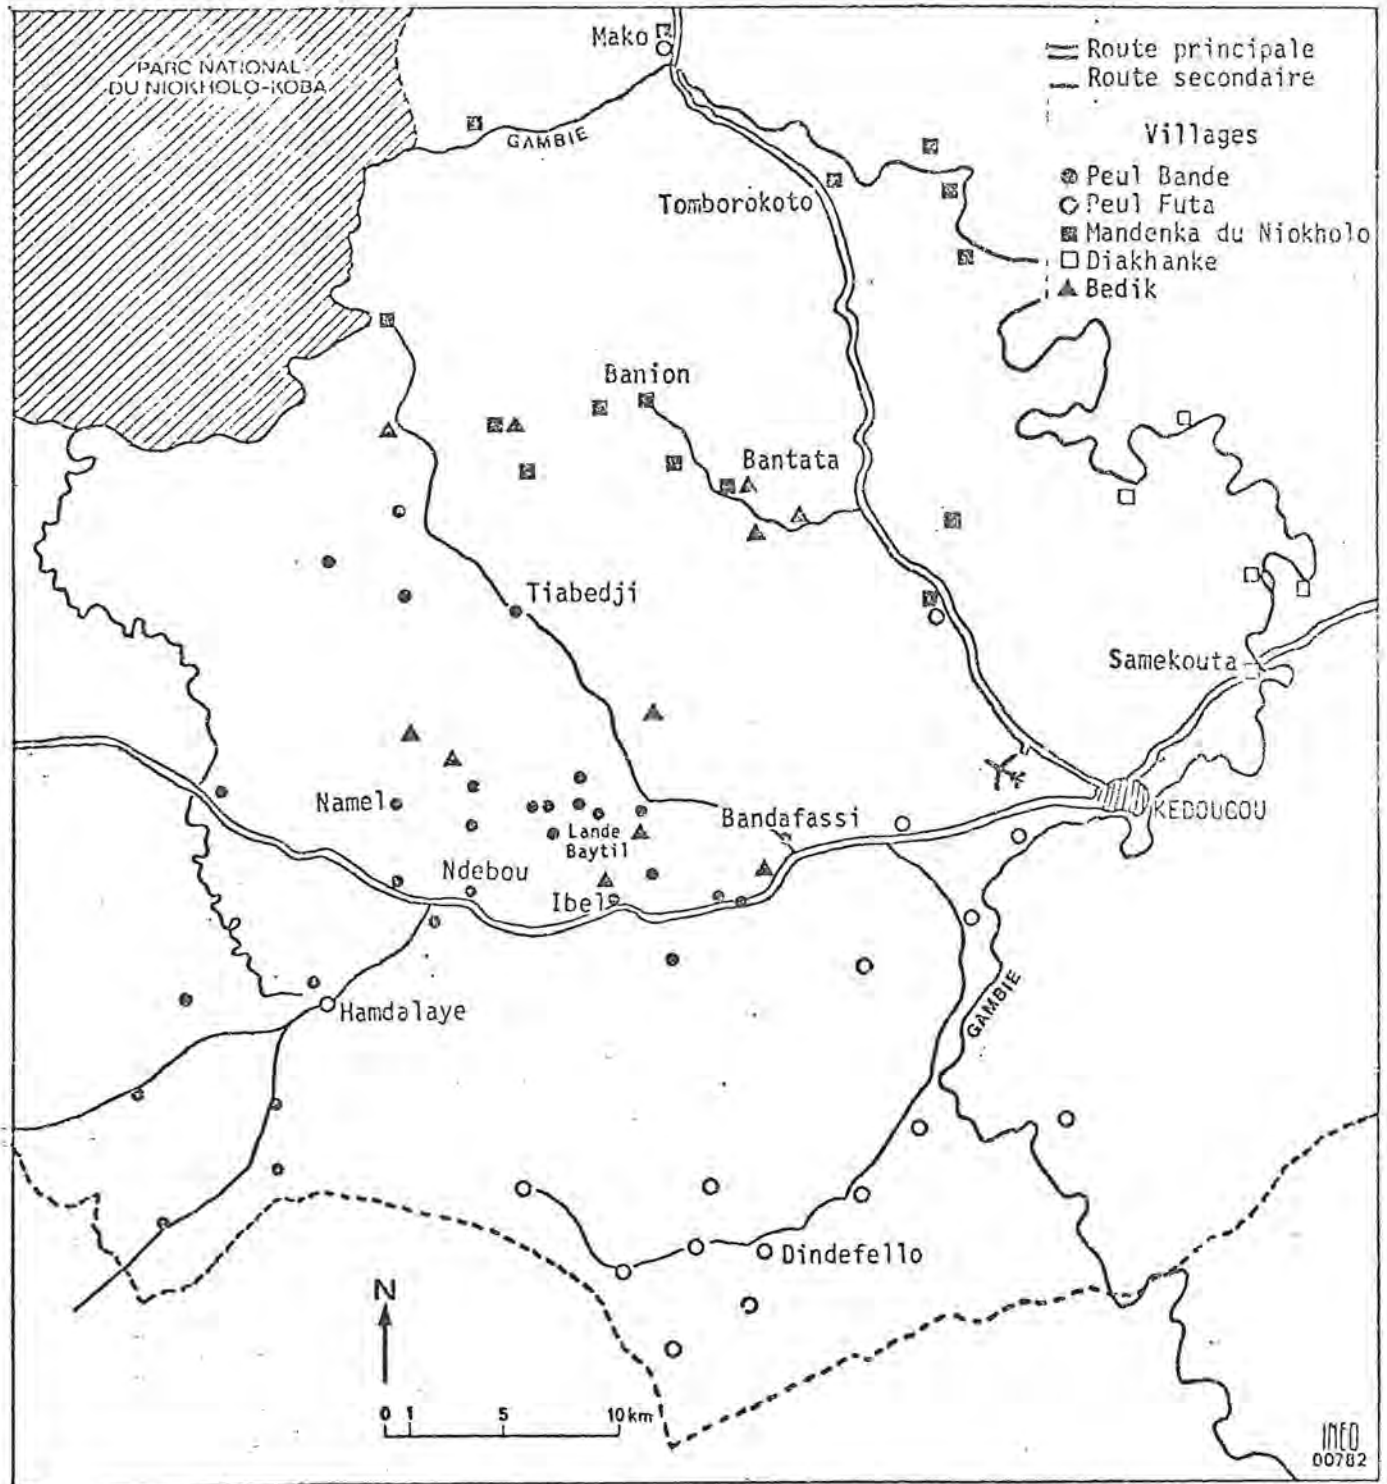 Mako
Route principale
Route secondaire
PARC NATIONAL
DU NIOKHOLO-KOBA
GAMBIE
Villages
Peul Bande
Peul Futa
Mandenka du Niokholo
Diakhanke
Bedik
Tomborokoto
Banion
Bantata
Tiabedji
Samekouta
Namel
Lande
Baytil
Bandafassi
KEDOUGOU
Ndebou
Ibel
Hamdalaye
GAMBIE
Dindefello
N
0 1 5 10 km
INED
00782